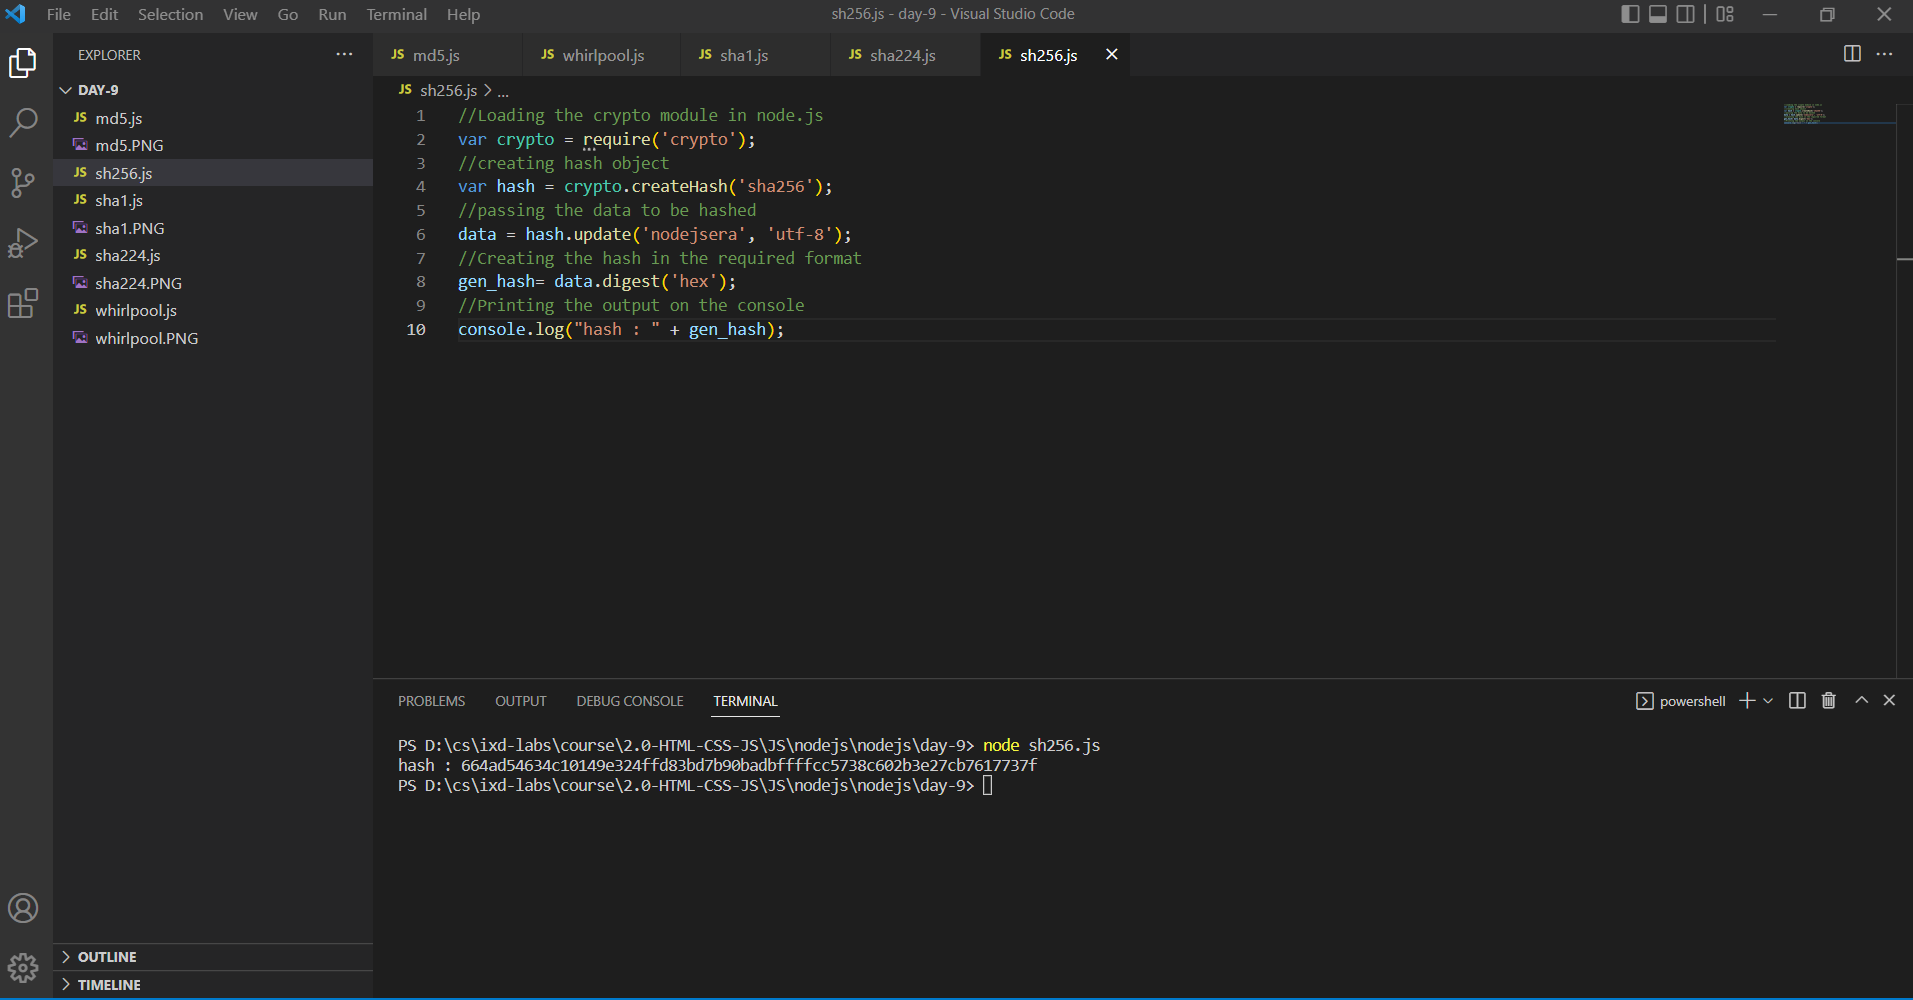 File Edit Selection View Go Run Terminal Help
sh256.js - day-9 - Visual Studio Code
EXPLORER
DAY-9
JS md5.js
md5.PNG
JS sh256.js
JS sha1.js
sha1.PNG
JS sha224.js
sha224.PNG
JS whirlpool.js
whirlpool.PNG
OUTLINE
TIMELINE
JS md5.js JS whirlpool.js JS sha1.js JS sha224.js JS sh256.js
JS sh256.js > ...
1 //Loading the crypto module in node.js
2 var crypto = require('crypto');
3 //creating hash object
4 var hash = crypto.createHash('sha256');
5 //passing the data to be hashed
6 data = hash.update('nodejsera', 'utf-8');
7 //Creating the hash in the required format
8 gen_hash= data.digest('hex');
9 //Printing the output on the console
10 console.log("hash : " + gen_hash);
PROBLEMS OUTPUT DEBUG CONSOLE TERMINAL
powershell
PS D:\cs\ixd-labs\course\2.0-HTML-CSS-JS\JS\nodejs\nodejs\day-9> node sh256.js
hash : 664ad54634c10149e324ffd83bd7b90badbffffcc5738c602b3e27cb7617737f
PS D:\cs\ixd-labs\course\2.0-HTML-CSS-JS\JS\nodejs\nodejs\day-9>